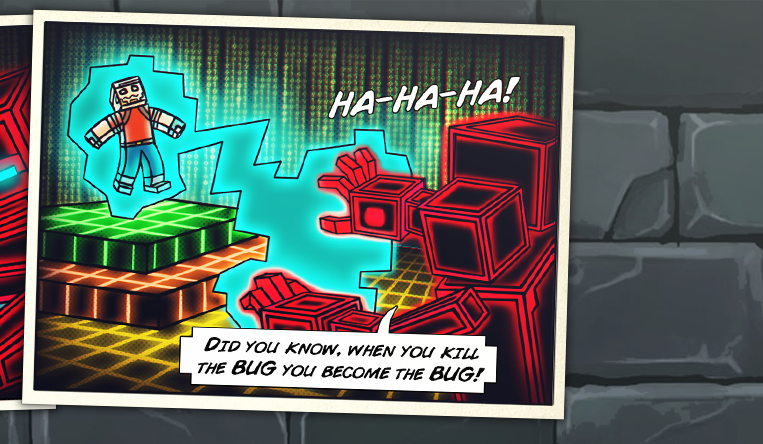 HA-HA-HA!
DID YOU KNOW, WHEN YOU KILL
THE BUG YOU BECOME THE BUG!